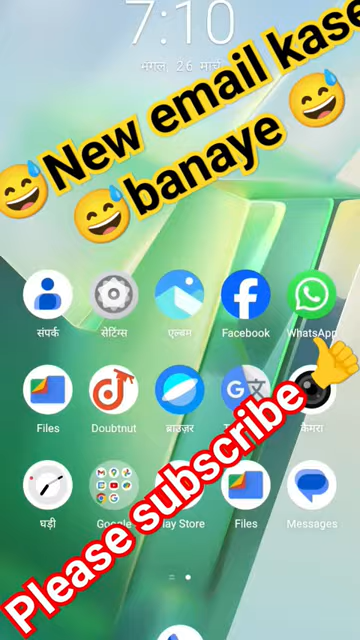 7:10
मंगल, 26 मार्च
New email kase
banaye
संपर्क
सेटिंग्स
एल्बम
Facebook
WhatsApp
Files
Doubtnut
ब्राउज़र
कैमरा
घड़ी
Google
Play Store
Files
Messages
Please subscribe